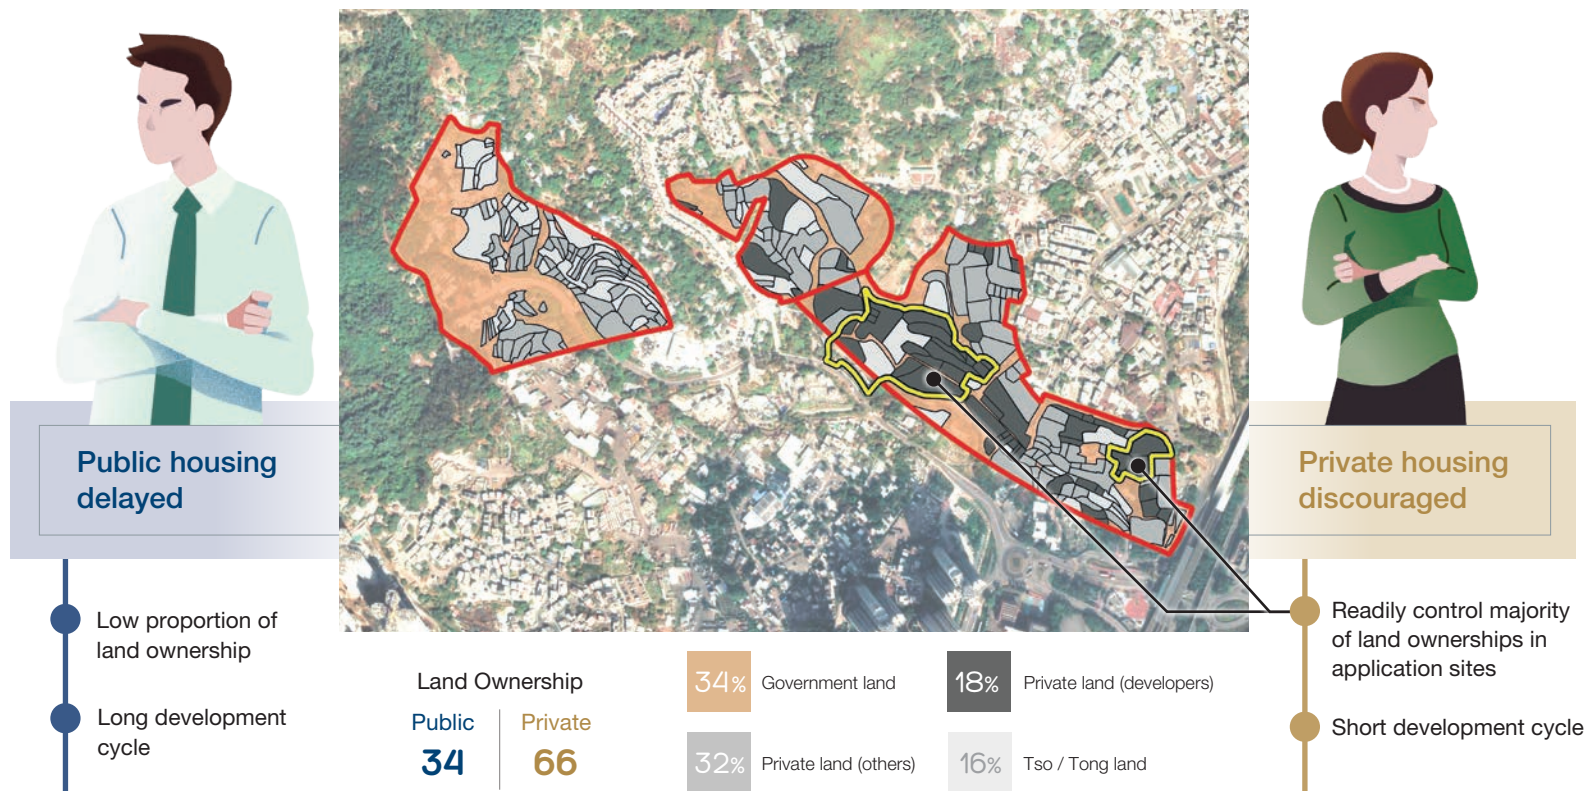 Public housing
delayed
Low proportion of
land ownership
Long development
cycle
Land Ownership
Public
34
Private
66
34% Government land
18% Private land (developers)
32% Private land (others)
16% Tso / Tong land
Private housing
discouraged
Readily control majority
of land ownerships in
application sites
Short development cycle